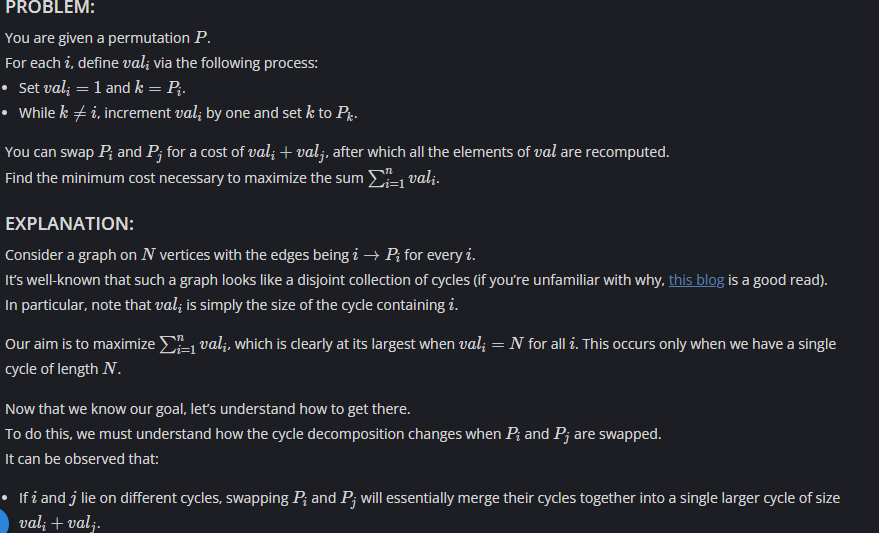 PROBLEM:
You are given a permutation P.
For each i, define val_i via the following process:
• Set val_i = 1 and k = P_i.
• While k ≠ i, increment val_i by one and set k to P_k.
You can swap P_i and P_j for a cost of val_i + val_j, after which all the elements of val are recomputed.
Find the minimum cost necessary to maximize the sum ∑_{i=1}^n val_i.
EXPLANATION:
Consider a graph on N vertices with the edges being i → P_i for every i.
It's well-known that such a graph looks like a disjoint collection of cycles (if you're unfamiliar with why, this blog is a good read).
In particular, note that val_i is simply the size of the cycle containing i.
Our aim is to maximize ∑_{i=1}^n val_i, which is clearly at its largest when val_i = N for all i. This occurs only when we have a single
cycle of length N.
Now that we know our goal, let's understand how to get there.
To do this, we must understand how the cycle decomposition changes when P_i and P_j are swapped.
It can be observed that:
• If i and j lie on different cycles, swapping P_i and P_j will essentially merge their cycles together into a single larger cycle of size
val_i + val_j.